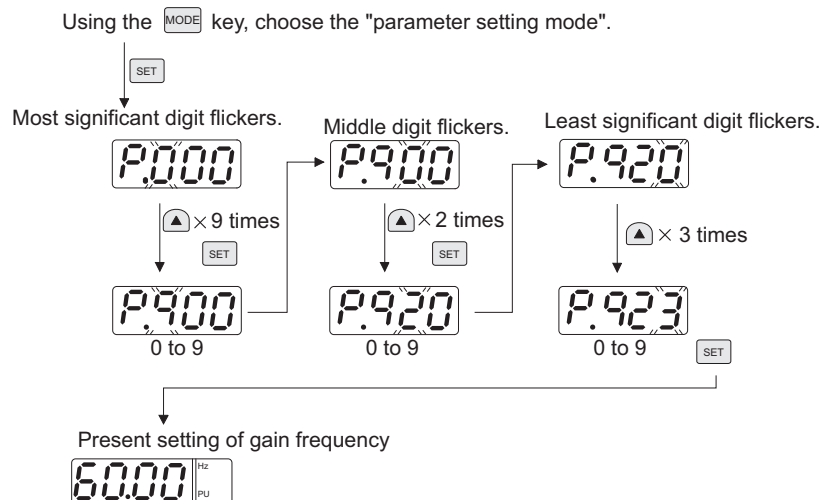 Using the MODE key, choose the "parameter setting mode".
SET
Most significant digit flickers.
Middle digit flickers.
Least significant digit flickers.
P.000
P.900
P.920
▲ × 9 times
SET
▲ × 2 times
SET
▲ × 3 times
P.900
P.920
P.923
0 to 9
0 to 9
0 to 9
SET
Present setting of gain frequency
60.00
Hz
PU